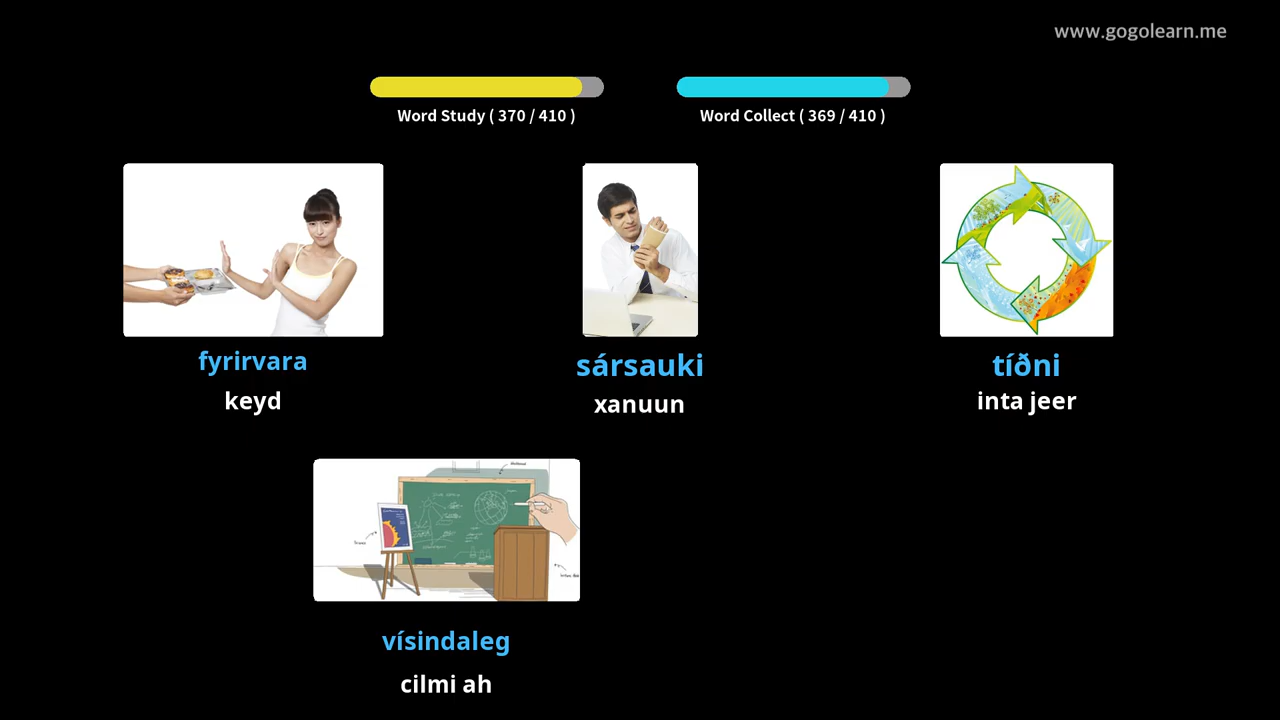 www.gogolearn.me
Word Study ( 370 / 410 )
Word Collect ( 369 / 410 )
fyrirvara
keyd
sársauki
xanuun
tíðni
inta jeer
vísindaleg
cilmi ah